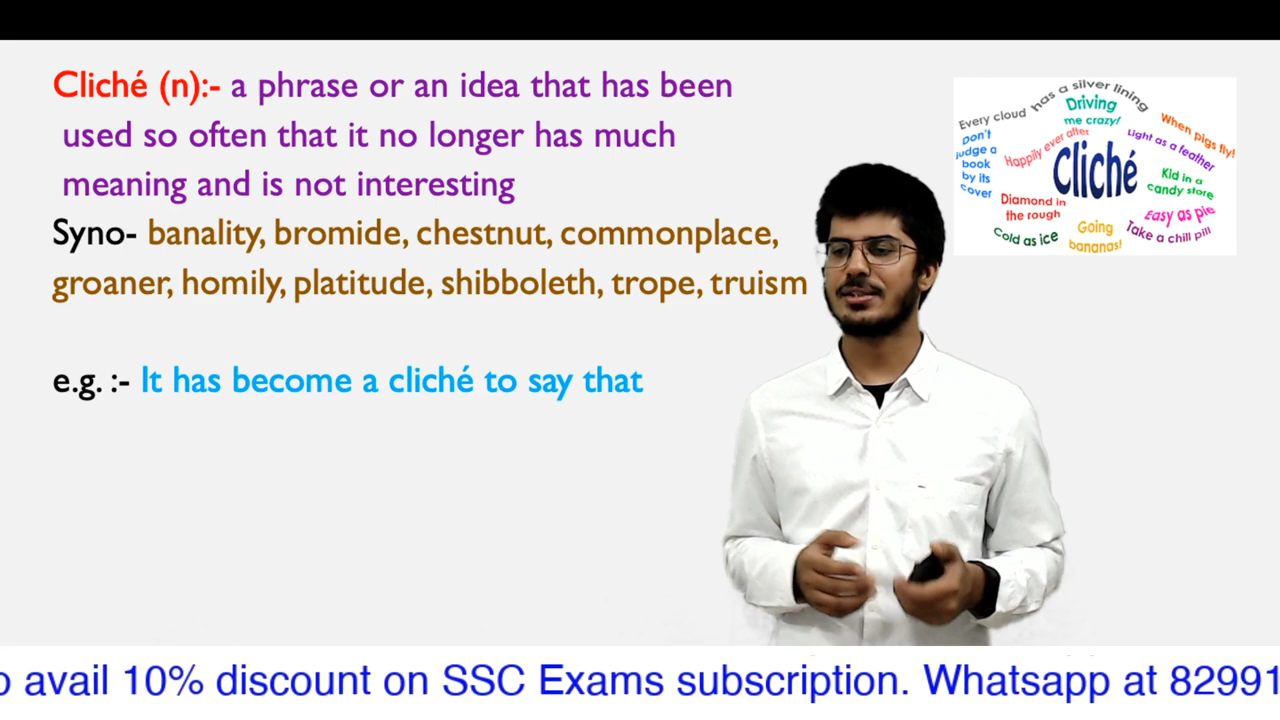 Cliché (n):- a phrase or an idea that has been
used so often that it no longer has much
meaning and is not interesting
Syno- banality, bromide, chestnut, commonplace,
groaner, homily, platitude, shibboleth, trope, truism
e.g. :- It has become a cliché to say that
Every cloud has a silver lining
Driving
me crazy!
When pigs fly!
Don't
judge a
book
by its
cover
Happily ever after
Light as a feather
Cliché
Kid in a
candy store
Diamond in
the rough
Easy as pie
Cold as ice
Going
bananas!
Take a chill pill
avail 10% discount on SSC Exams subscription. Whatsapp at 82991